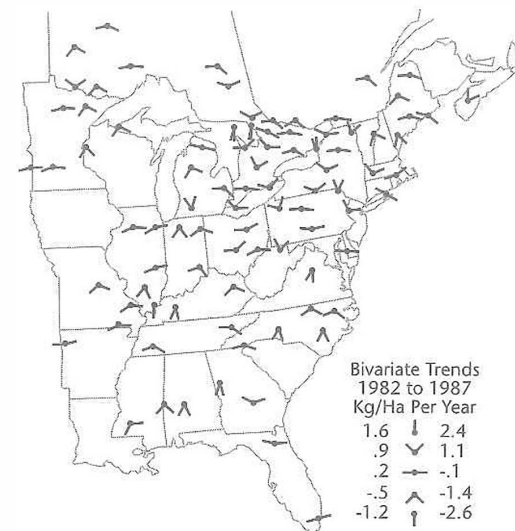 Bivariate Trends
1982 to 1987
Kg/Ha Per Year
1.6 2.4
.9 1.1
.2 -.1
-.5 -1.4
-1.2 -2.6